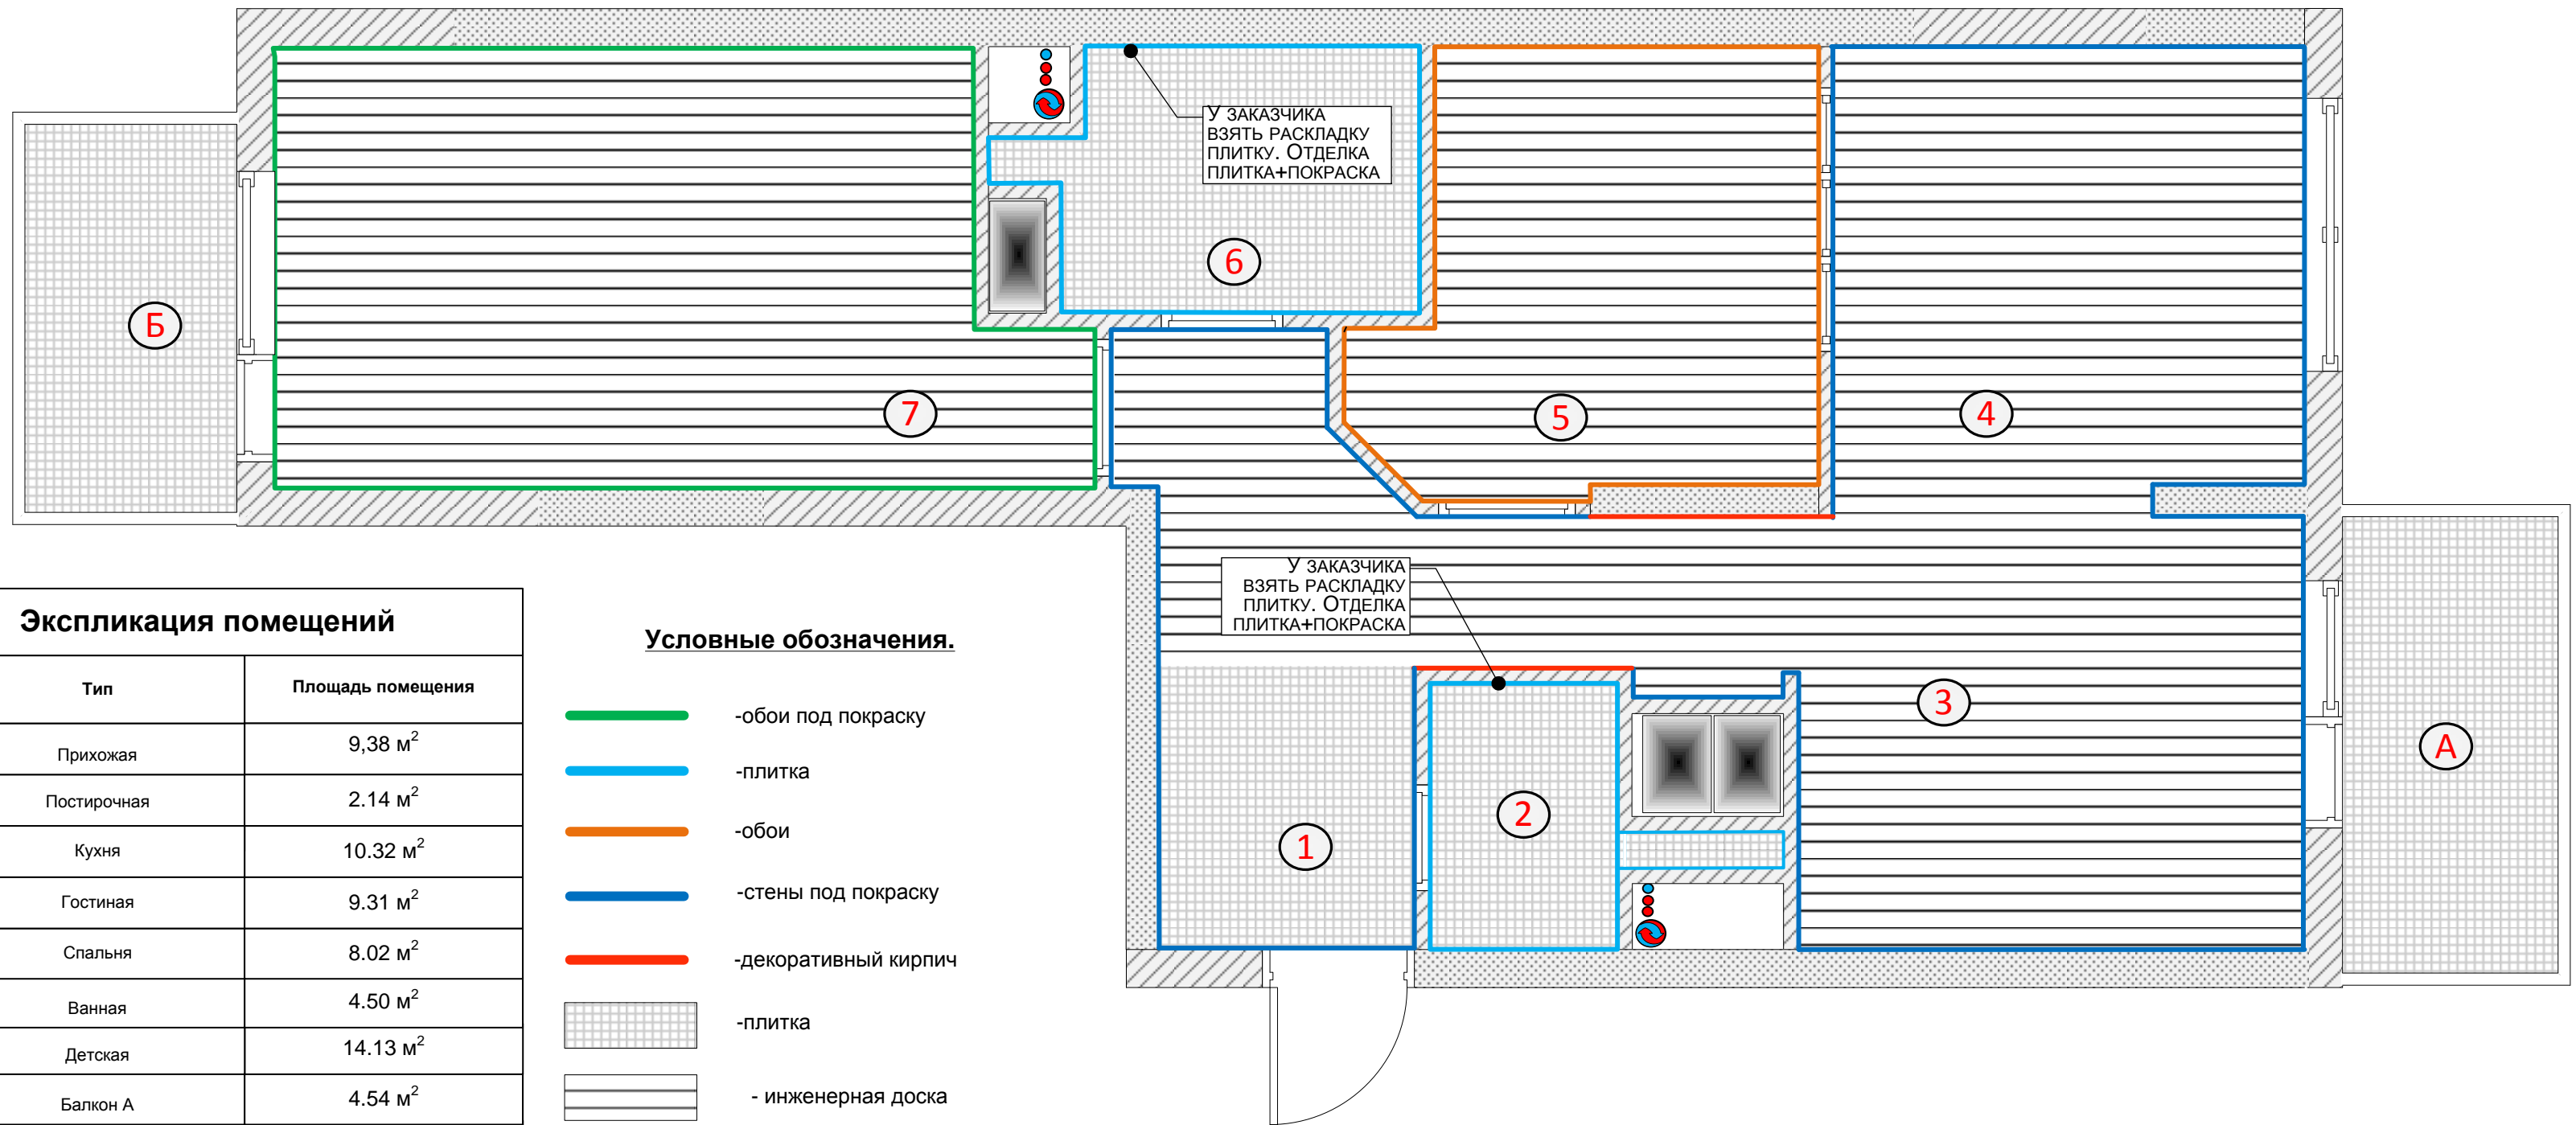 У ЗАКАЗЧИКА
ВЗЯТЬ РАСКЛАДКУ
ПЛИТКУ. ОТДЕЛКА
ПЛИТКА+ПОКРАСКА
6
Б
7
5
4
У ЗАКАЗЧИКА
ВЗЯТЬ РАСКЛАДКУ
ПЛИТКУ. ОТДЕЛКА
ПЛИТКА+ПОКРАСКА
3
А
2
1
Экспликация помещений
Тип Площадь помещения
Прихожая 9,38 м²
Постирочная 2.14 м²
Кухня 10.32 м²
Гостиная 9.31 м²
Спальня 8.02 м²
Ванная 4.50 м²
Детская 14.13 м²
Балкон А 4.54 м²
Условные обозначения.
-обои под покраску
-плитка
-обои
-стены под покраску
-декоративный кирпич
-плитка
- инженерная доска